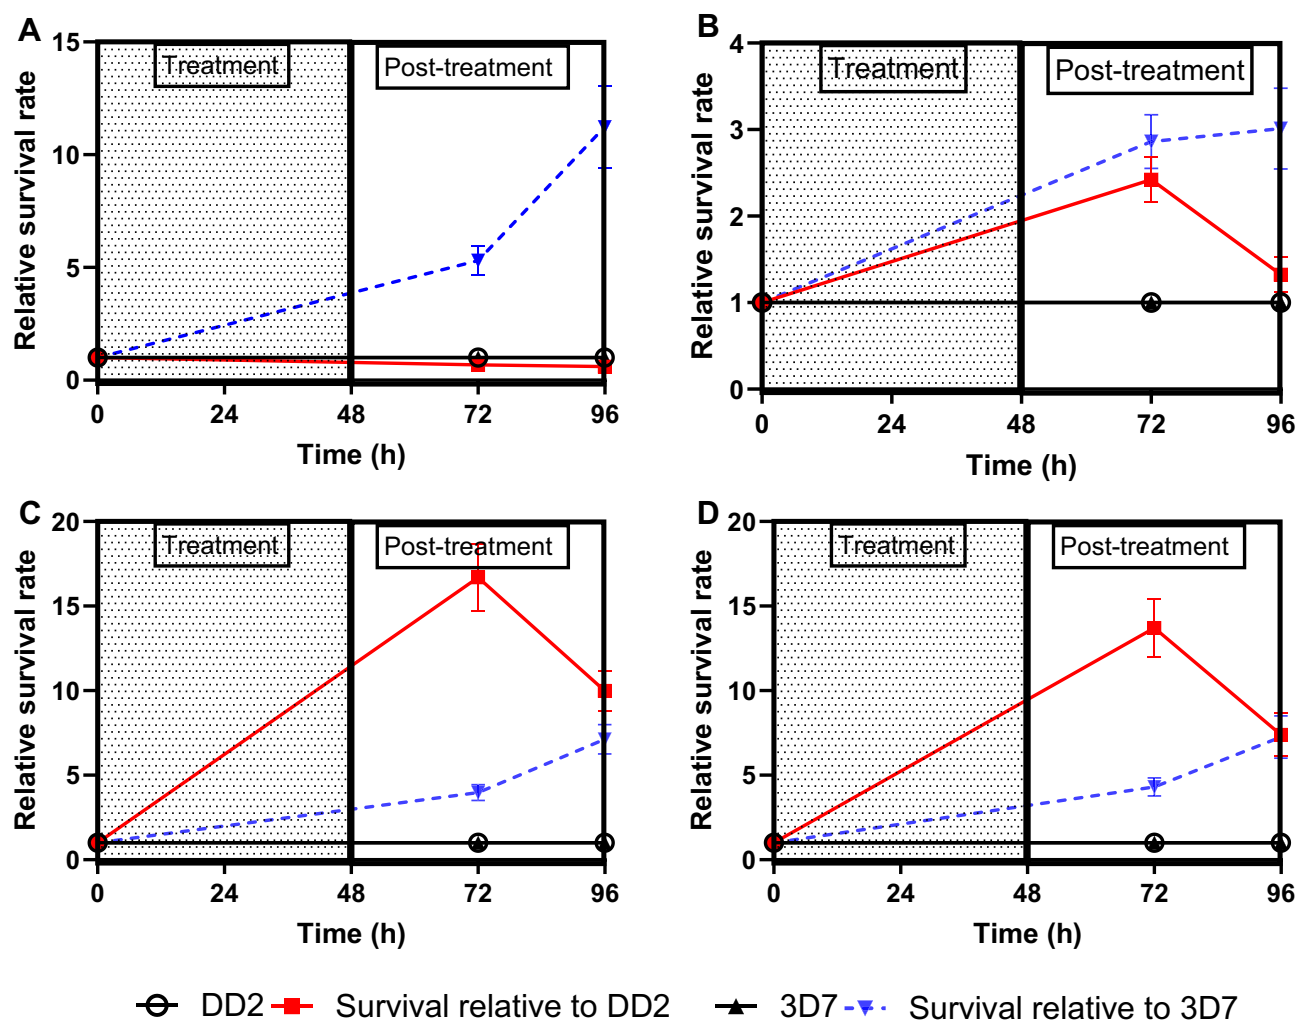 A
Relative survival rate
15
10
5
0
Treatment
Post-treatment
0 24 48 72 96
Time (h)
B
Relative survival rate
4
3
2
1
0
Treatment
Post-treatment
0 24 48 72 96
Time (h)
C
Relative survival rate
20
15
10
5
0
Treatment
Post-treatment
0 24 48 72 96
Time (h)
D
Relative survival rate
20
15
10
5
0
Treatment
Post-treatment
0 24 48 72 96
Time (h)
DD2 Survival relative to DD2 3D7 Survival relative to 3D7